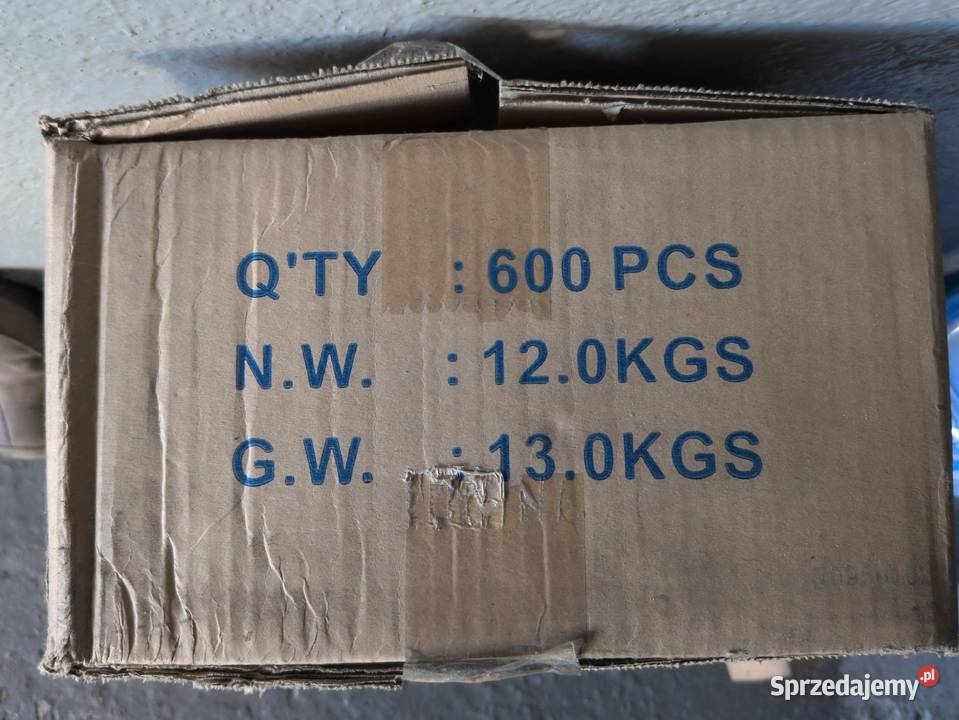 Q'TY : 600 PCS
N.W. : 12.0KGS
G.W. : 13.0KGS
Sprzedajemy.pl